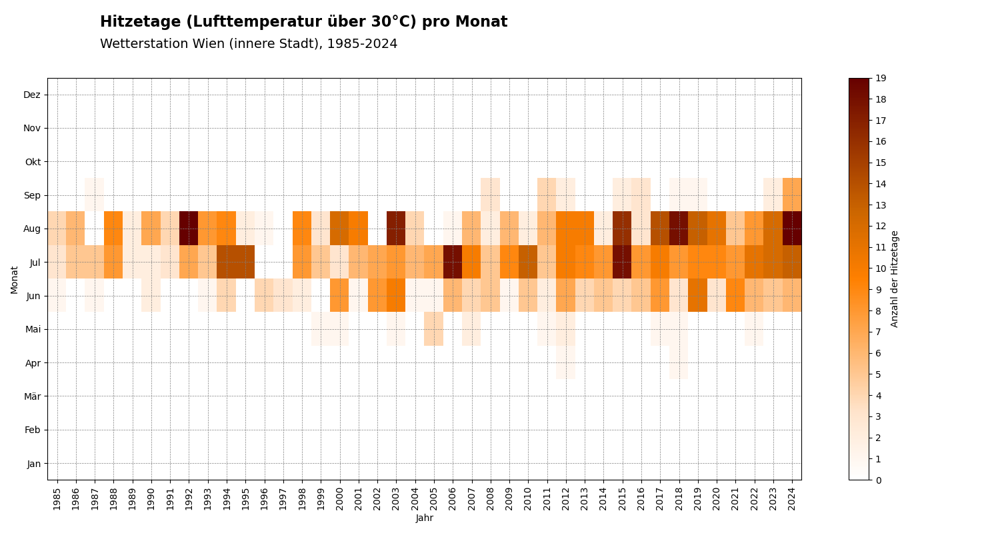 Hitzetage (Lufttemperatur über 30°C) pro Monat
Wetterstation Wien (innere Stadt), 1985-2024
Monat
Dez
Nov
Okt
Sep
Aug
Jul
Jun
Mai
Apr
Mär
Feb
Jan
1985 1986 1987 1988 1989 1990 1991 1992 1993 1994 1995 1996 1997 1998 1999 2000 2001 2002 2003 2004 2005 2006 2007 2008 2009 2010 2011 2012 2013 2014 2015 2016 2017 2018 2019 2020 2021 2022 2023 2024
Jahr
19
18
17
16
15
14
13
12
11
10
9
8
7
6
5
4
3
2
1
0
Anzahl der Hitzetage